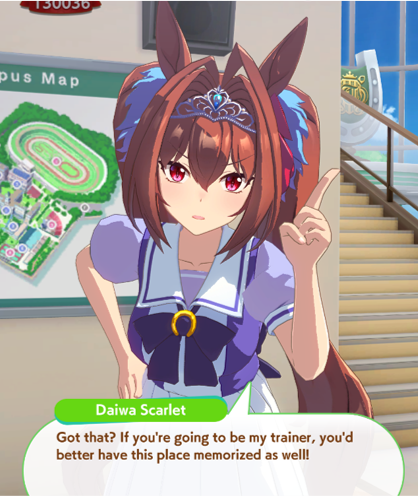 130036
pus Map
Daiwa Scarlet
Got that? If you're going to be my trainer, you'd
better have this place memorized as well!